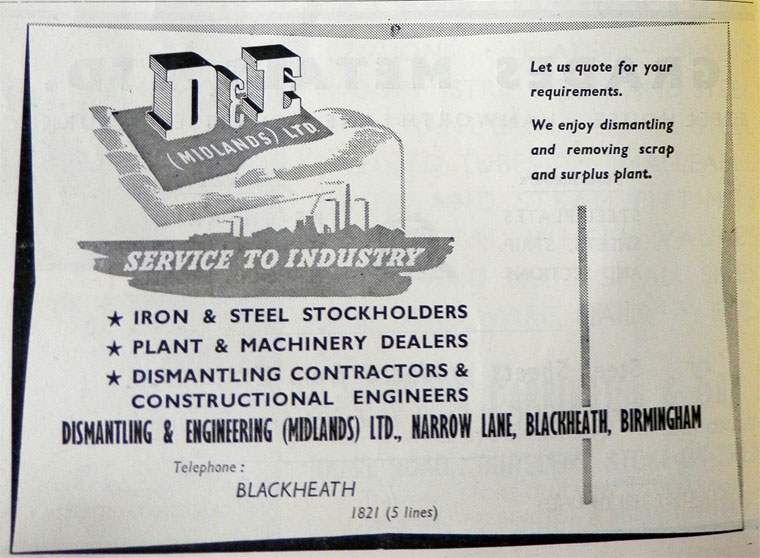 D&E
(MIDLANDS) LTD
SERVICE TO INDUSTRY
Let us quote for your
requirements.
We enjoy dismantling
and removing scrap
and surplus plant.
★ IRON & STEEL STOCKHOLDERS
★ PLANT & MACHINERY DEALERS
★ DISMANTLING CONTRACTORS &
CONSTRUCTIONAL ENGINEERS
DISMANTLING & ENGINEERING (MIDLANDS) LTD., NARROW LANE, BLACKHEATH, BIRMINGHAM
Telephone :
BLACKHEATH
1821 (5 lines)